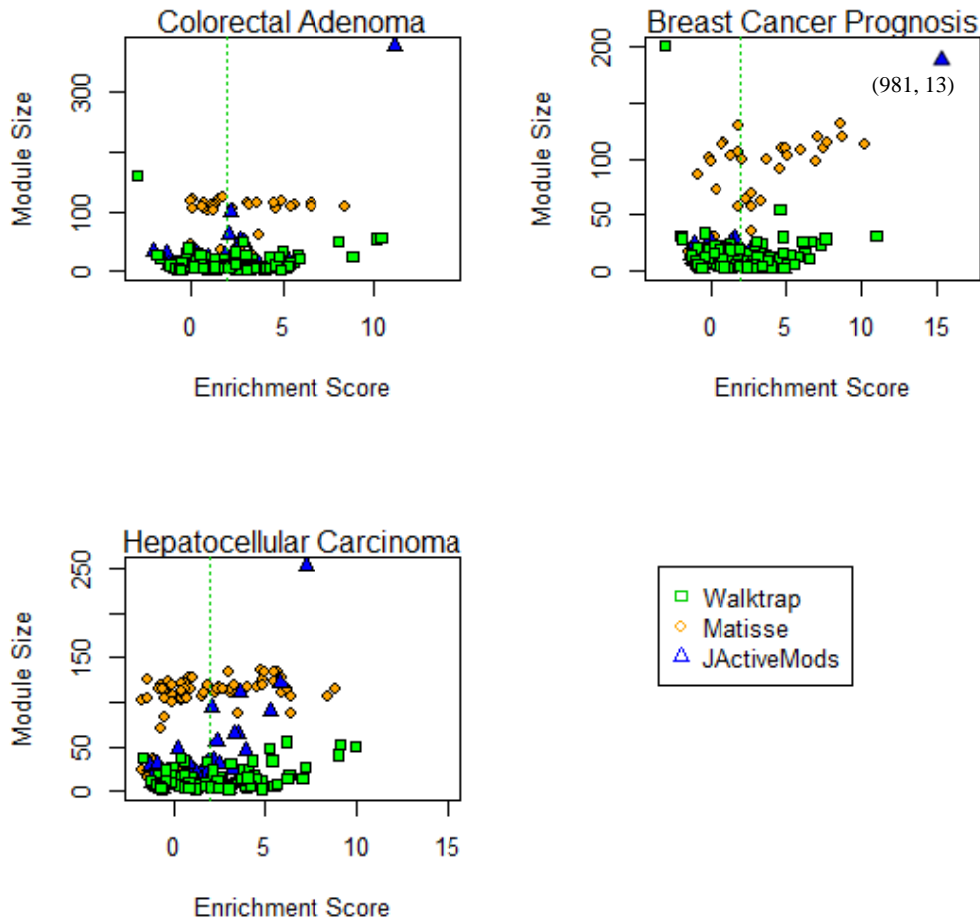 Colorectal Adenoma
Module Size
0
100
300
0
5
10
Enrichment Score
Breast Cancer Prognosis
Module Size
0
50
100
200
(981, 13)
0
5
10
15
Enrichment Score
Hepatocellular Carcinoma
Module Size
0
50
150
250
0
5
10
15
Enrichment Score
Walktrap
Matisse
JActiveMods